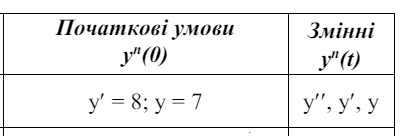 Початкові умови
yⁿ(0)
Змінні
yⁿ(t)
y′ = 8; y = 7
y′′, y′, y